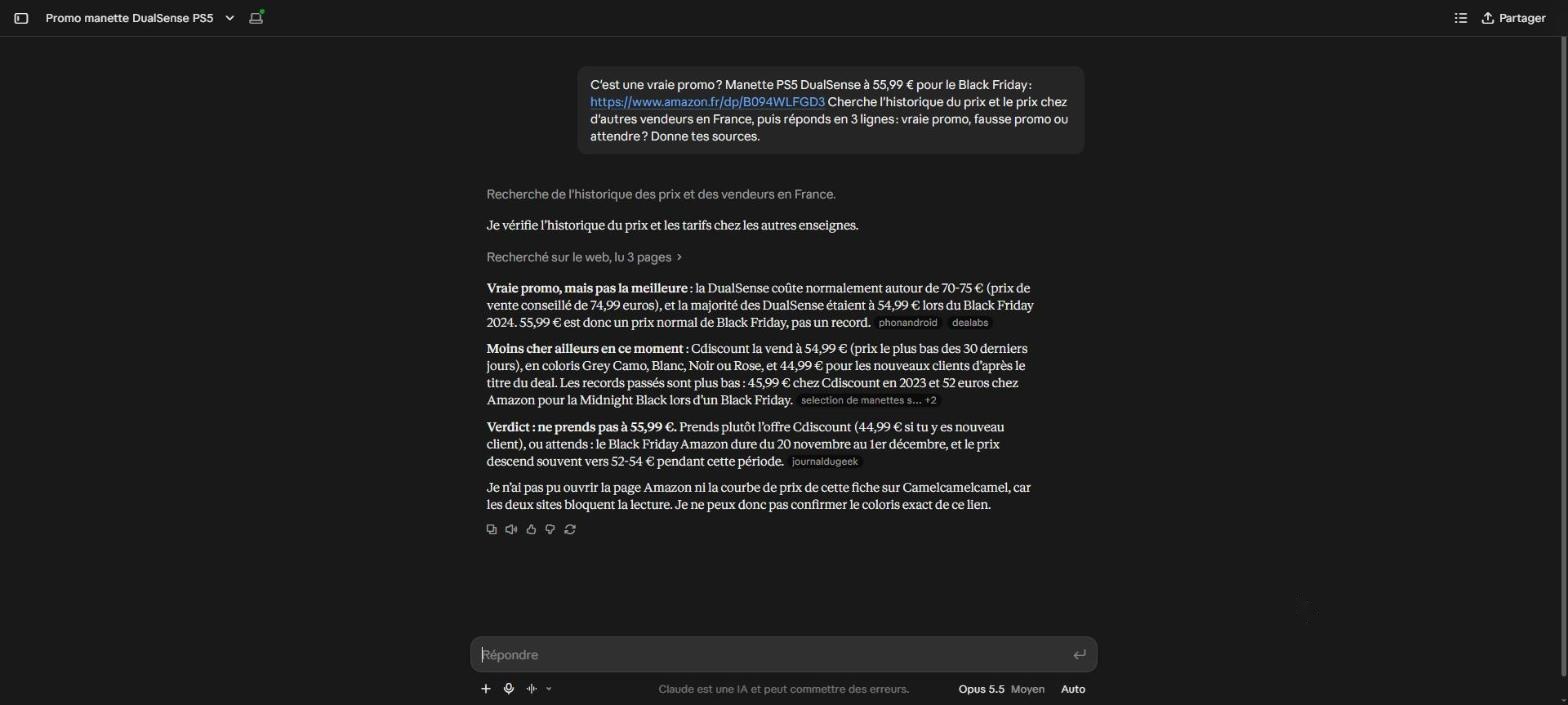 Promo manette DualSense PS5
Partager
C'est une vraie promo ? Manette PS5 DualSense à 55,99 € pour le Black Friday :
https://www.amazon.fr/dp/B094WLFGD3 Cherche l'historique du prix et le prix chez
d'autres vendeurs en France, puis réponds en 3 lignes : vraie promo, fausse promo ou
attendre ? Donne tes sources.
Recherche de l'historique des prix et des vendeurs en France.
Je vérifie l'historique du prix et les tarifs chez les autres enseignes.
Recherché sur le web, lu 3 pages
Vraie promo, mais pas la meilleure : la DualSense coûte normalement autour de 70-75 € (prix de
vente conseillé de 74,99 euros), et la majorité des DualSense étaient à 54,99 € lors du Black Friday
2024. 55,99 € est donc un prix normal de Black Friday, pas un record. phonandroid dealabs
Moins cher ailleurs en ce moment : Cdiscount la vend à 54,99 € (prix le plus bas des 30 derniers
jours), en coloris Grey Camo, Blanc, Noir ou Rose, et 44,99 € pour les nouveaux clients d'après le
titre du deal. Les records passés sont plus bas : 45,99 € chez Cdiscount en 2023 et 52 euros chez
Amazon pour la Midnight Black lors d'un Black Friday. selection de manettes s... +2
Verdict : ne prends pas à 55,99 €. Prends plutôt l'offre Cdiscount (44,99 € si tu y es nouveau
client), ou attends : le Black Friday Amazon dure du 20 novembre au 1er décembre, et le prix
descend souvent vers 52-54 € pendant cette période. journaldugeek
Je n'ai pas pu ouvrir la page Amazon ni la courbe de prix de cette fiche sur Camelcamelcamel, car
les deux sites bloquent la lecture. Je ne peux donc pas confirmer le coloris exact de ce lien.
Répondre
Claude est une IA et peut commettre des erreurs.
Opus 5.5 Moyen Auto